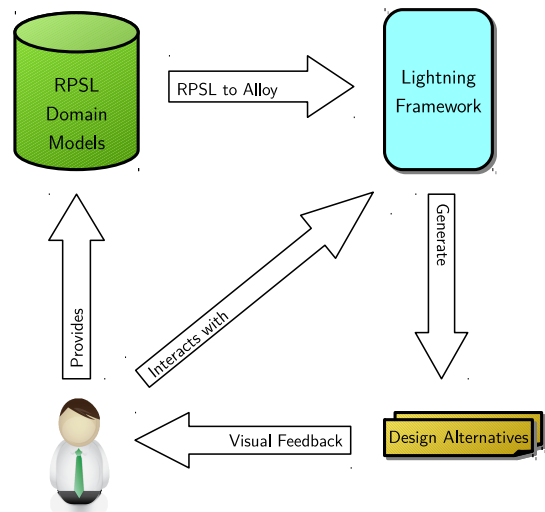 RPSL
Domain
Models
RPSL to Alloy
Lightning
Framework
Generate
Provides
Interacts with
Visual Feedback
Design Alternatives